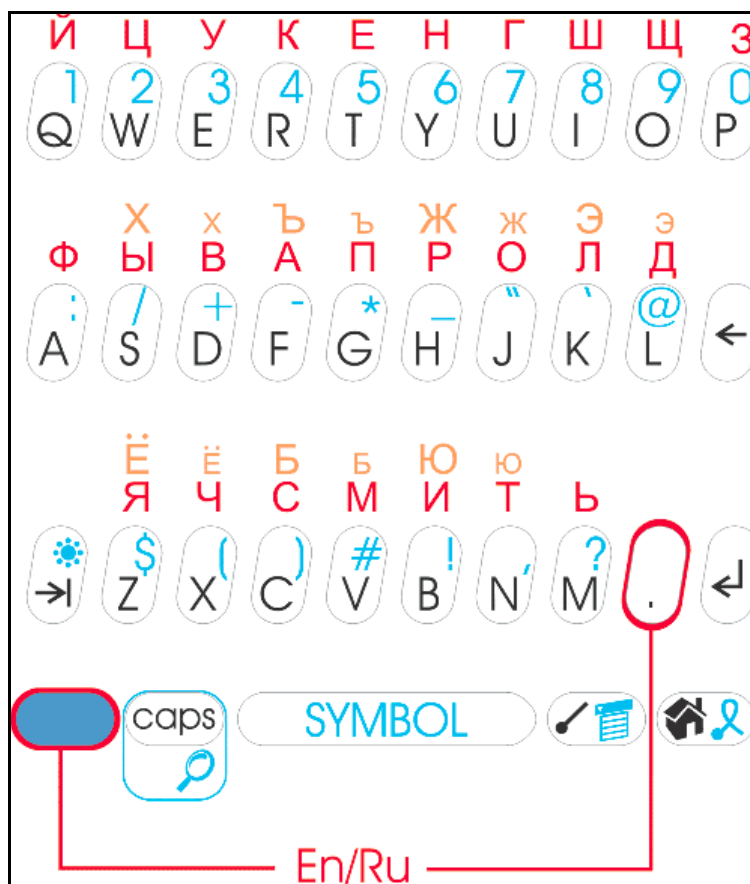 Й Ц У К Е Н Г Ш Щ З
1 2 3 4 5 6 7 8 9 0
Q W E R T Y U I O P
Х х Ъ ъ Ж ж Э э
Ф Ы В А П Р О Л Д
: / + - * _ " ` @
A S D F G H J K L
Ё ё Б Б Ю ю
Я Ч С М И Т Ь
$ ( ) # ! , ?
Z X C V B N M .
caps SYMBOL
En/Ru